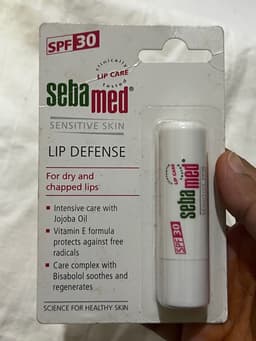 SPF 30
clinically tested
LIP CARE
sebamed®
SENSITIVE SKIN
LIP DEFENSE
For dry and
chapped lips
Intensive care with
Jojoba Oil
Vitamin E formula
protects against free
radicals
Care complex with
Bisabolol soothes and
regenerates
SCIENCE FOR HEALTHY SKIN
LIP CARE
sebamed
SPF 30